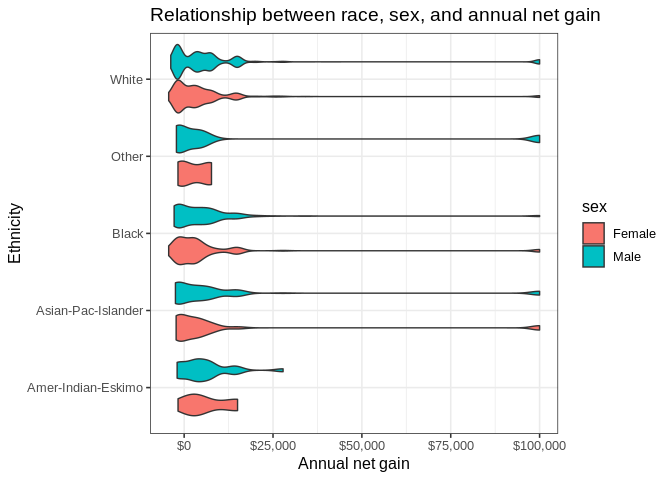 Relationship between race, sex, and annual net gain
Ethnicity
White
Other
Black
Asian-Pac-Islander
Amer-Indian-Eskimo
$0 $25,000 $50,000 $75,000 $100,000
Annual net gain
sex
Female
Male